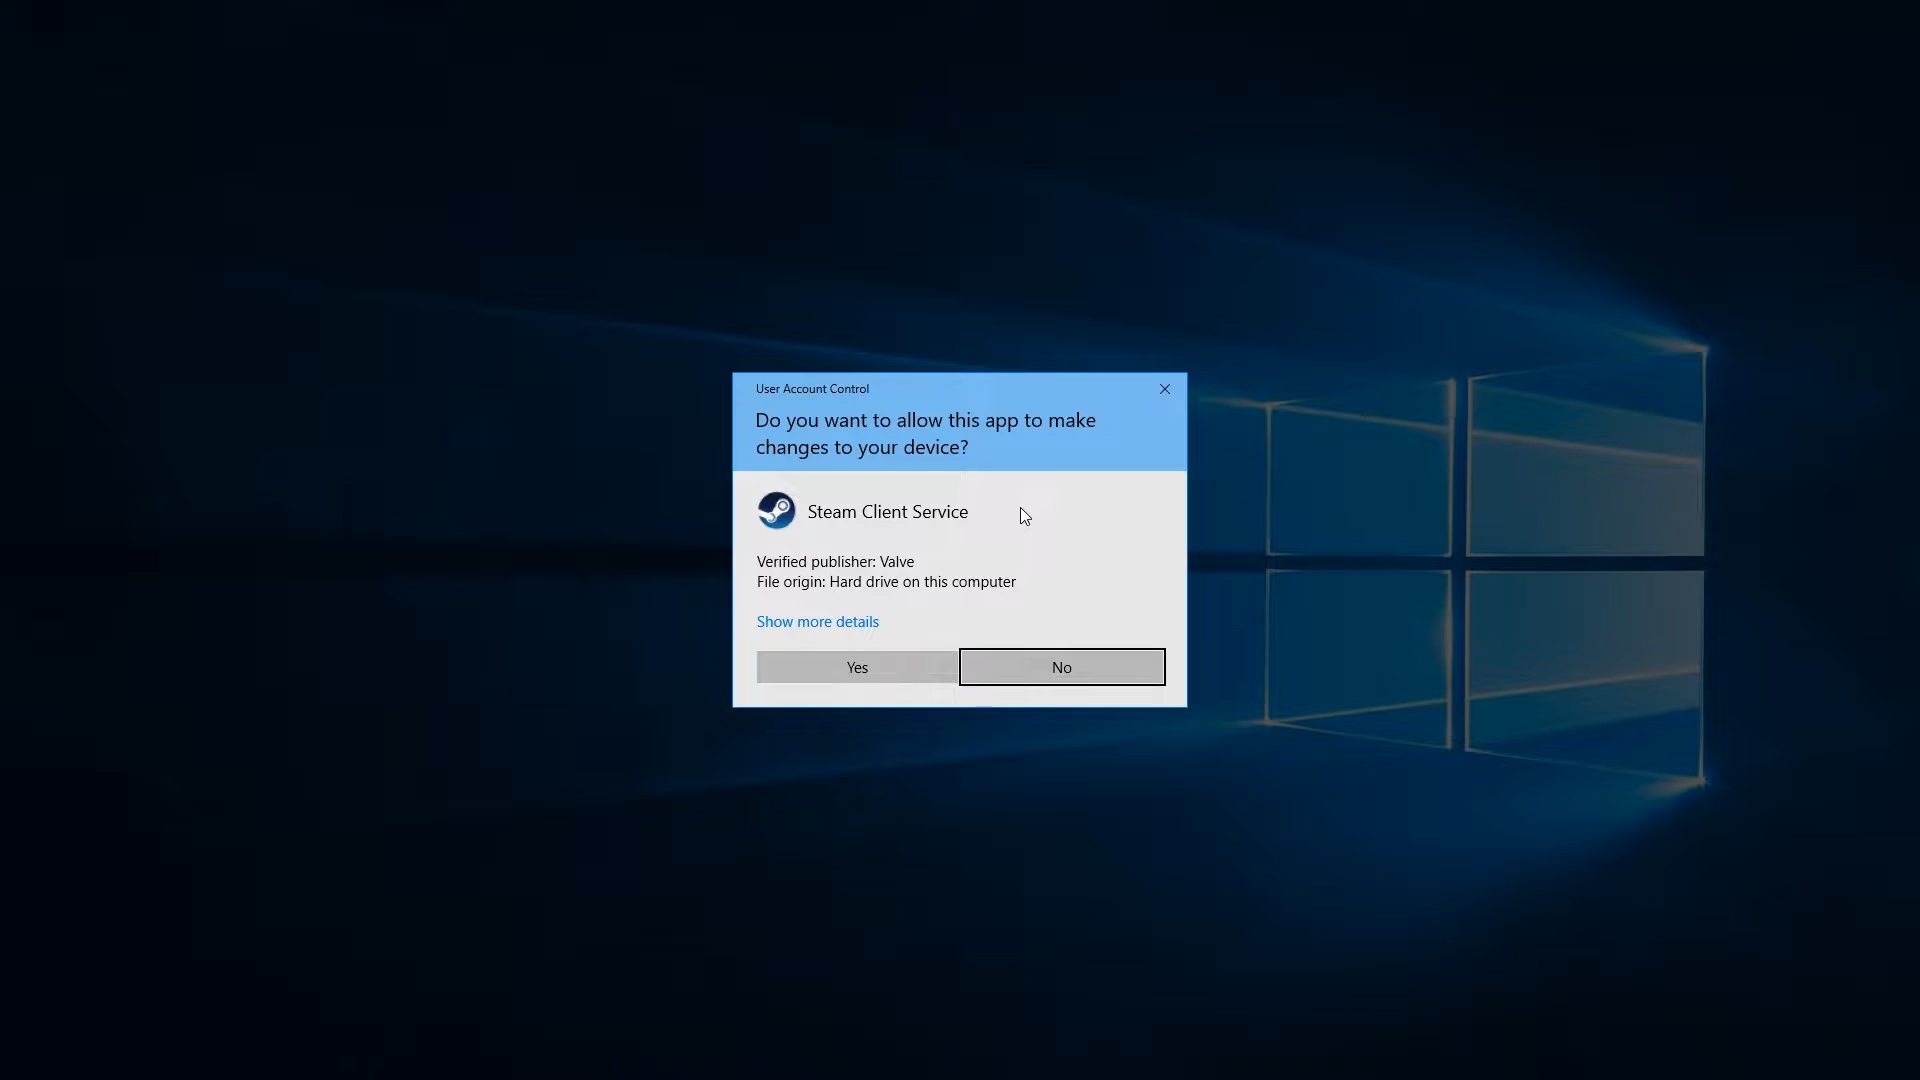 User Account Control
Do you want to allow this app to make
changes to your device?
Steam Client Service
Verified publisher: Valve
File origin: Hard drive on this computer
Show more details
Yes
No